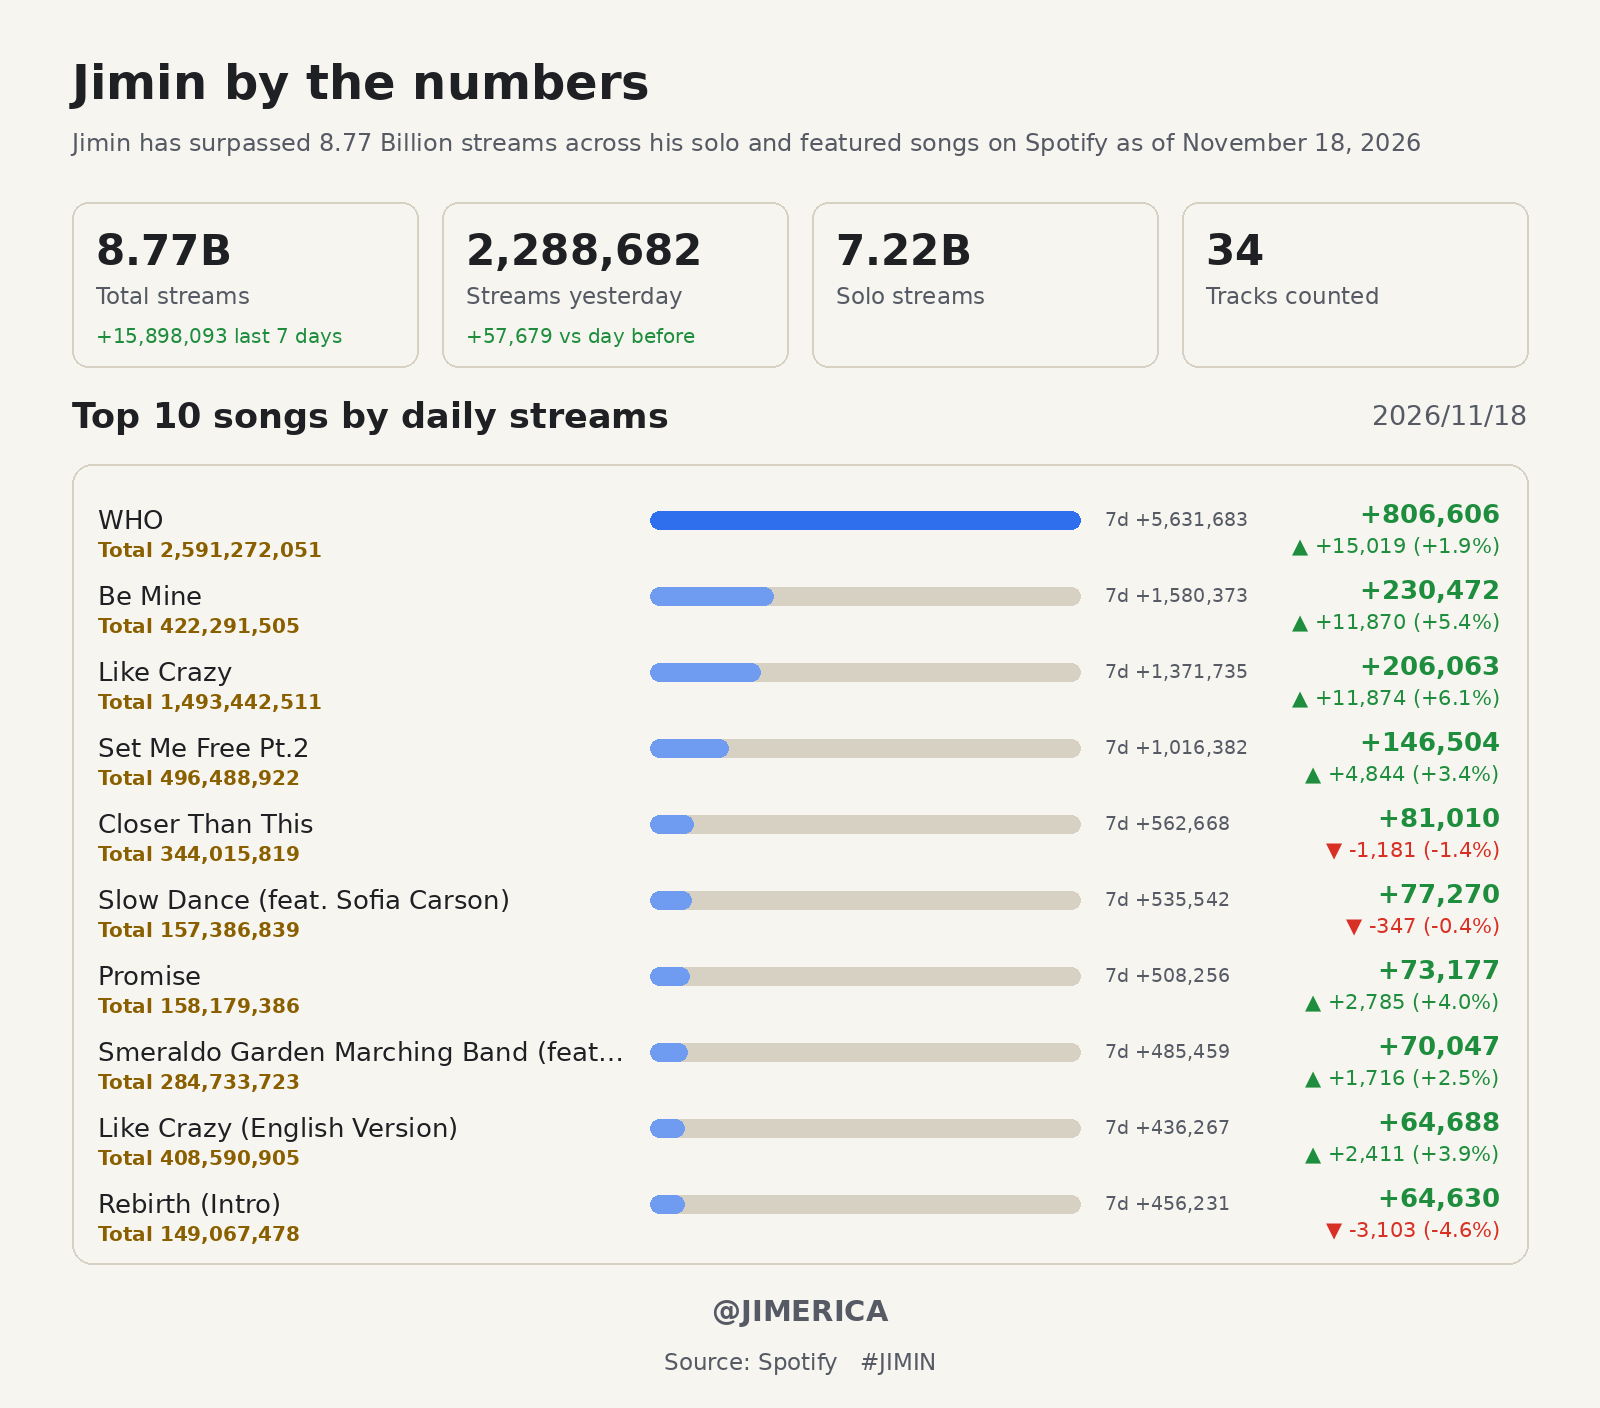 Jimin by the numbers
Jimin has surpassed 8.77 Billion streams across his solo and featured songs on Spotify as of November 18, 2026
8.77B
Total streams
+15,898,093 last 7 days
2,288,682
Streams yesterday
+57,679 vs day before
7.22B
Solo streams
34
Tracks counted
Top 10 songs by daily streams 2026/11/18
WHO 7d +5,631,683 +806,606
Total 2,591,272,051 ▲ +15,019 (+1.9%)
Be Mine 7d +1,580,373 +230,472
Total 422,291,505 ▲ +11,870 (+5.4%)
Like Crazy 7d +1,371,735 +206,063
Total 1,493,442,511 ▲ +11,874 (+6.1%)
Set Me Free Pt.2 7d +1,016,382 +146,504
Total 496,488,922 ▲ +4,844 (+3.4%)
Closer Than This 7d +562,668 +81,010
Total 344,015,819 ▼ -1,181 (-1.4%)
Slow Dance (feat. Sofia Carson) 7d +535,542 +77,270
Total 157,386,839 ▼ -347 (-0.4%)
Promise 7d +508,256 +73,177
Total 158,179,386 ▲ +2,785 (+4.0%)
Smeraldo Garden Marching Band (feat… 7d +485,459 +70,047
Total 284,733,723 ▲ +1,716 (+2.5%)
Like Crazy (English Version) 7d +436,267 +64,688
Total 408,590,905 ▲ +2,411 (+3.9%)
Rebirth (Intro) 7d +456,231 +64,630
Total 149,067,478 ▼ -3,103 (-4.6%)
@JIMERICA
Source: Spotify #JIMIN